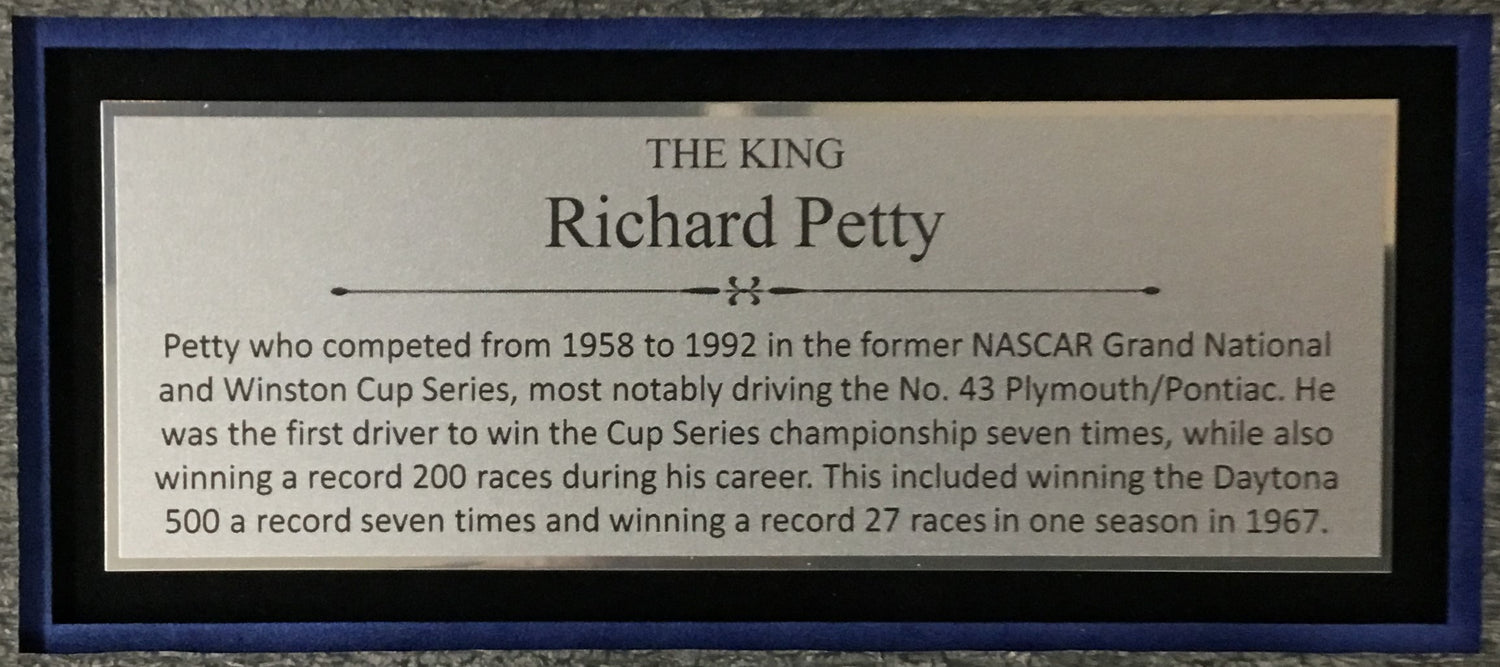 THE KING
Richard Petty
Petty who competed from 1958 to 1992 in the former NASCAR Grand National
and Winston Cup Series, most notably driving the No. 43 Plymouth/Pontiac. He
was the first driver to win the Cup Series championship seven times, while also
winning a record 200 races during his career. This included winning the Daytona
500 a record seven times and winning a record 27 races in one season in 1967.